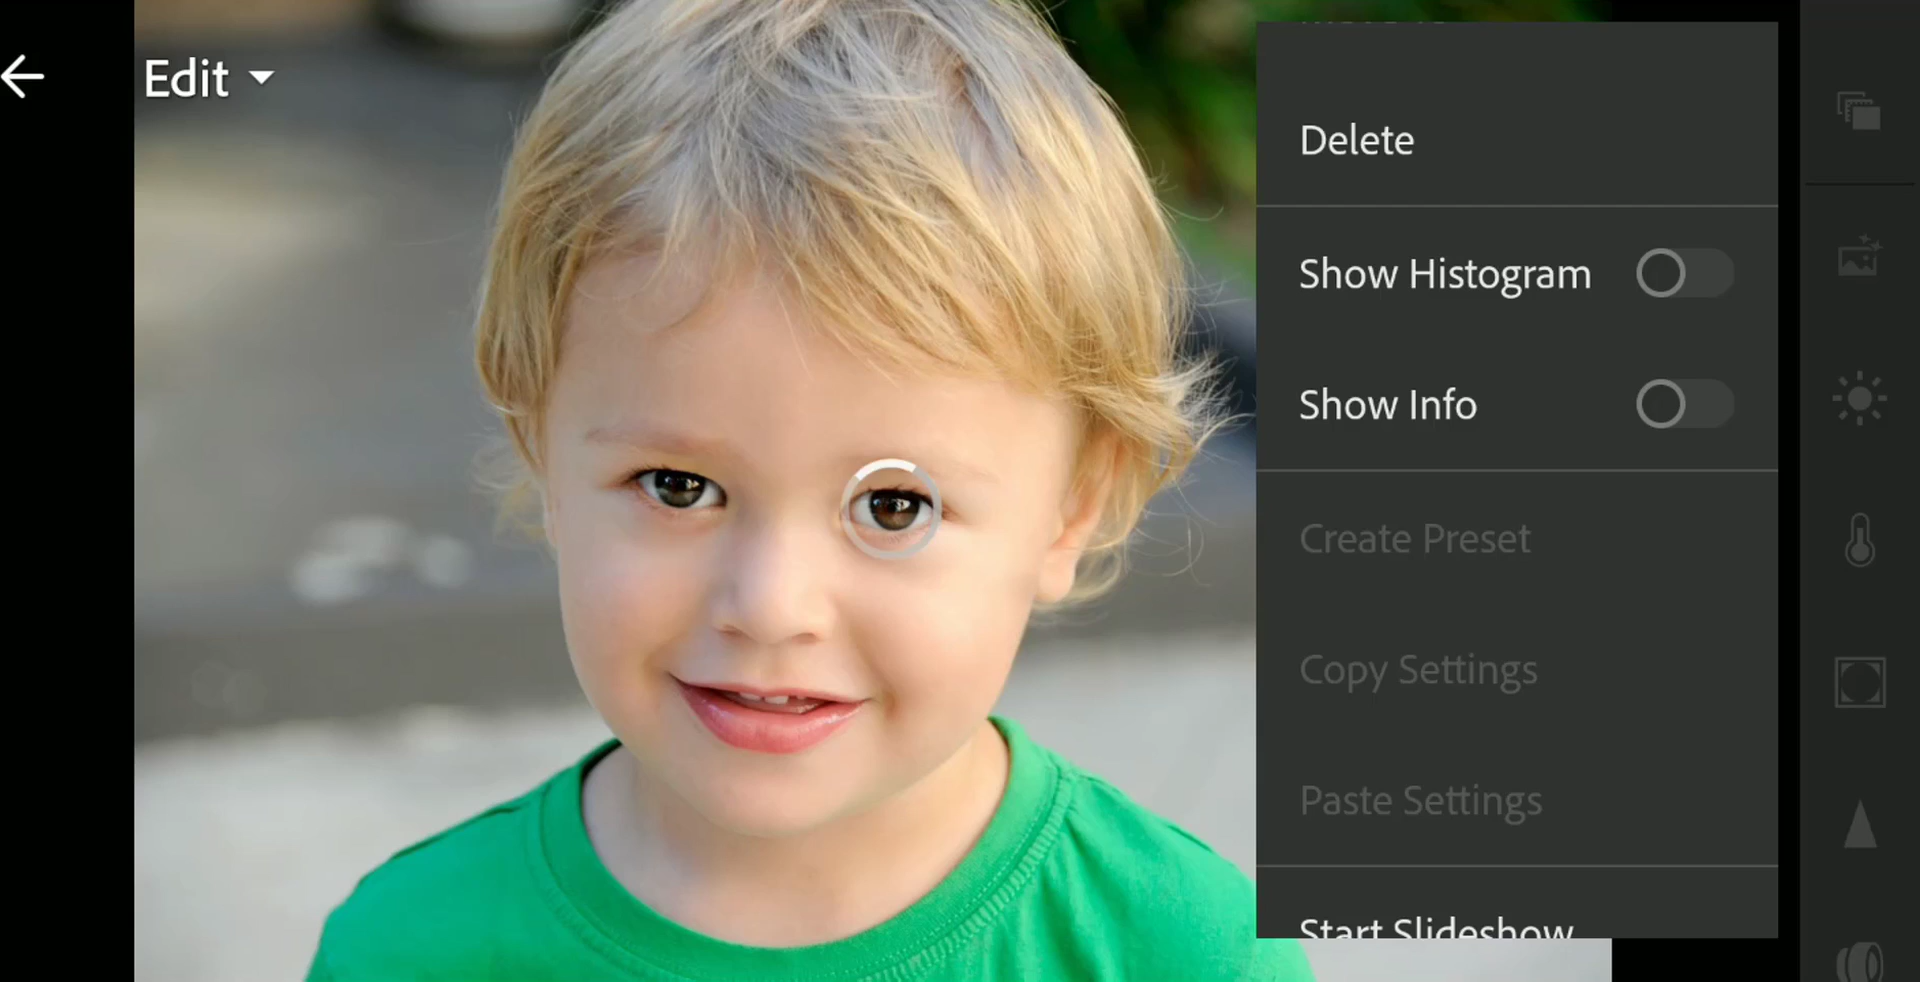 Edit
Delete
Show Histogram
Show Info
Create Preset
Copy Settings
Paste Settings
Start Slideshow